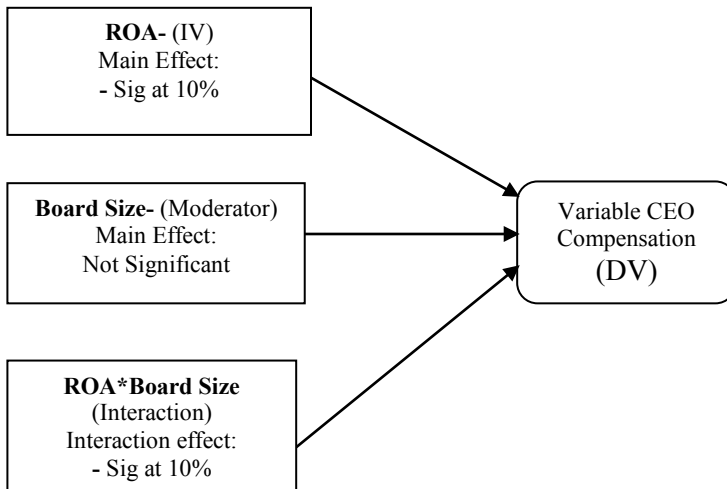 ROA- (IV)
Main Effect:
- Sig at 10%
Board Size- (Moderator)
Main Effect:
Not Significant
Variable CEO
Compensation
(DV)
ROA*Board Size
(Interaction)
Interaction effect:
- Sig at 10%